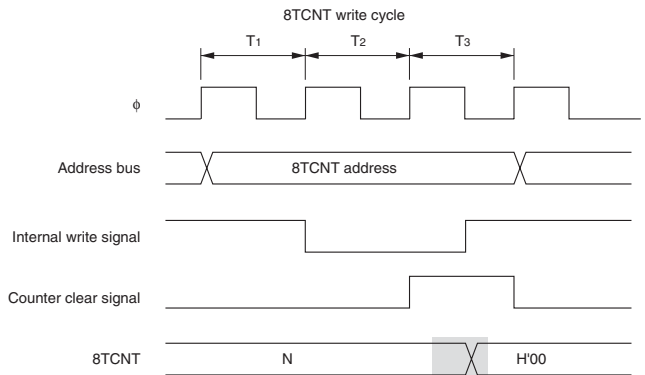 8TCNT write cycle
T1 T2 T3
φ
Address bus 8TCNT address
Internal write signal
Counter clear signal
8TCNT N H'00